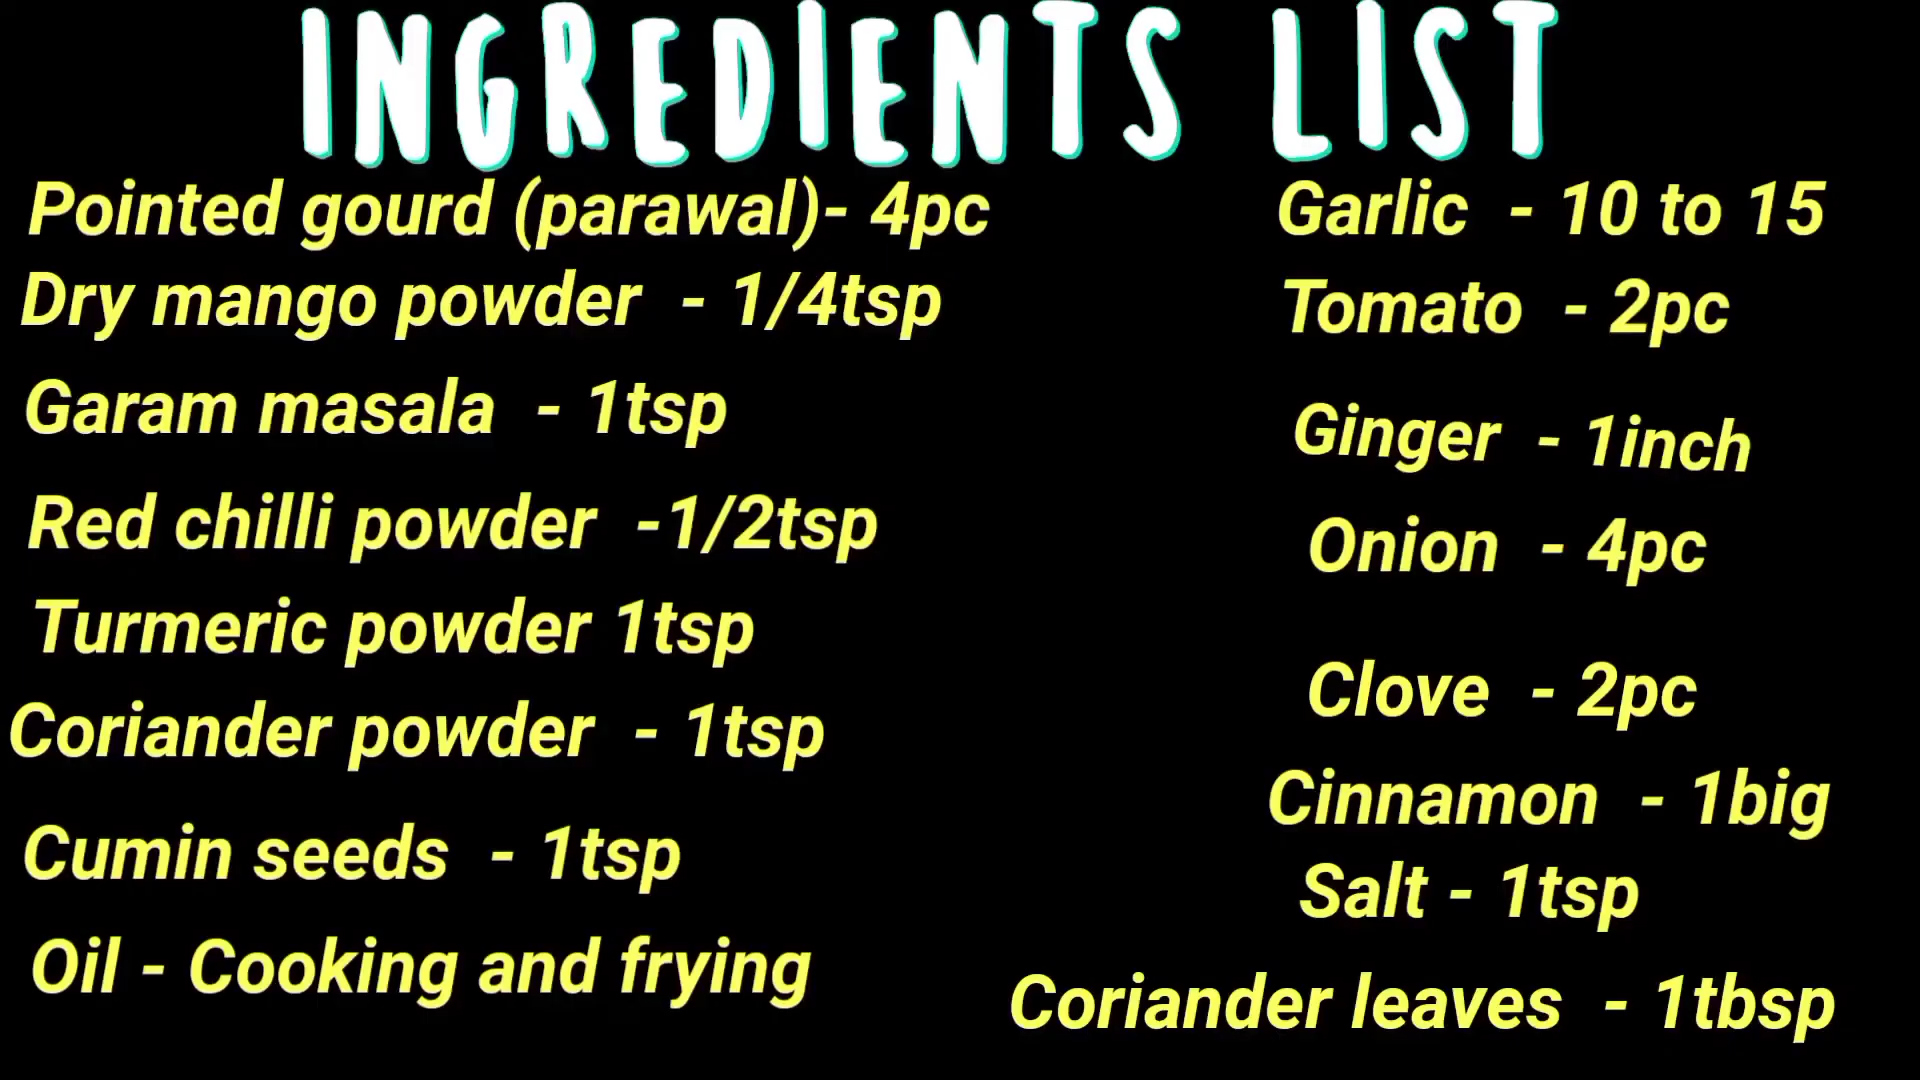 INGREDIENTS LIST
Pointed gourd (parawal)- 4pc
Dry mango powder - 1/4tsp
Garam masala - 1tsp
Red chilli powder -1/2tsp
Turmeric powder 1tsp
Coriander powder - 1tsp
Cumin seeds - 1tsp
Oil - Cooking and frying
Garlic - 10 to 15
Tomato - 2pc
Ginger - 1inch
Onion - 4pc
Clove - 2pc
Cinnamon - 1big
Salt - 1tsp
Coriander leaves - 1tbsp